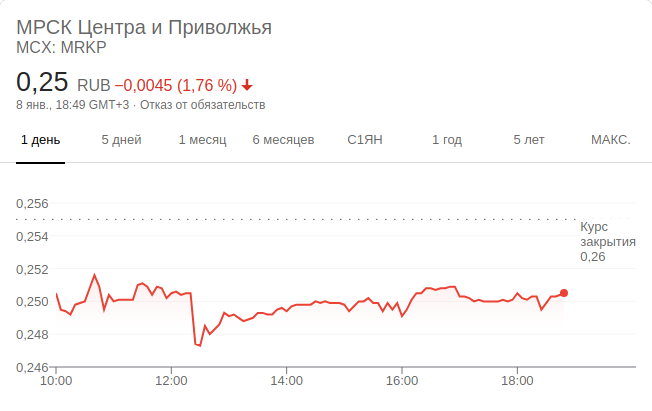 МРСК Центра и Приволжья
MCX: MRKP
0,25 RUB −0,0045 (1,76 %)
8 янв., 18:49 GMT+3 · Отказ от обязательств
1 день 5 дней 1 месяц 6 месяцев С1ЯН 1 год 5 лет МАКС.
0,256
0,254
0,252
0,250
0,248
0,246
Курс
закрытия
0,26
10:00 12:00 14:00 16:00 18:00